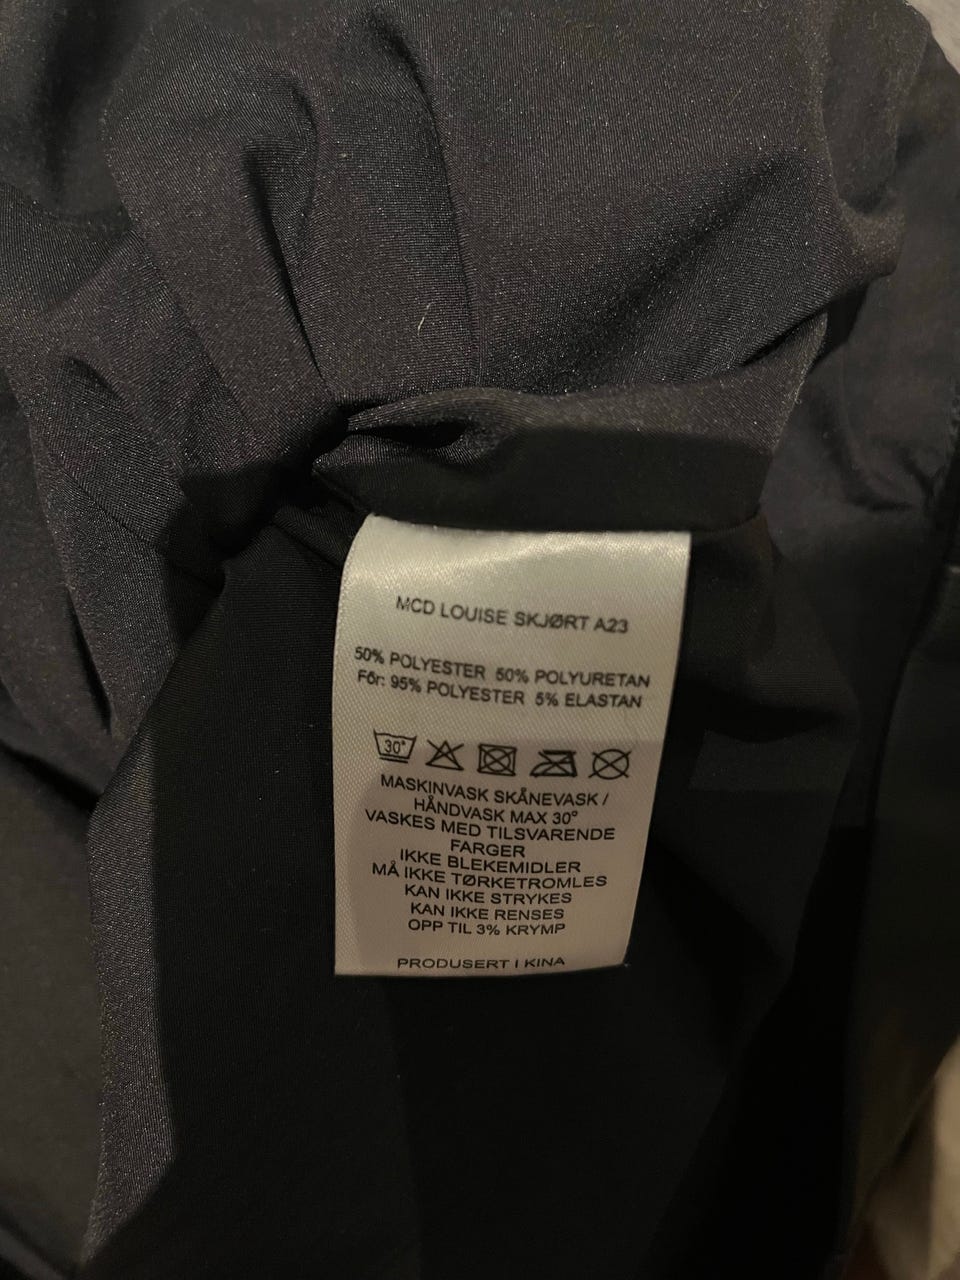 MCD LOUISE SKJØRT A23
50% POLYESTER 50% POLYURETAN
Fôr: 95% POLYESTER 5% ELASTAN
30°
MASKINVASK SKÅNEVASK /
HÅNDVASK MAX 30°
VASKES MED TILSVARENDE
FARGER
IKKE BLEKEMIDLER
MÅ IKKE TØRKETROMLES
KAN IKKE STRYKES
KAN IKKE RENSES
OPP TIL 3% KRYMP
PRODUSERT I KINA